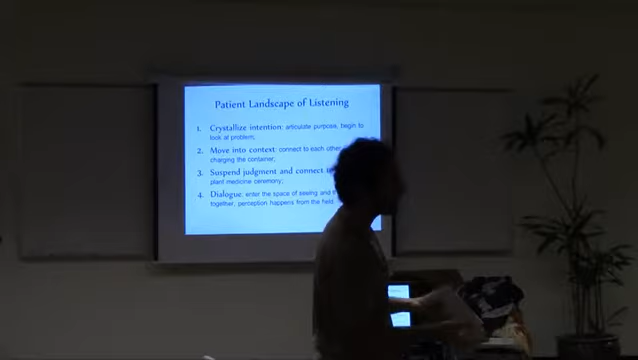 Patient Landscape of Listening
1. Crystallize intention: articulate purpose, begin to
look at problem;
2. Move into context: connect to each other
charging the container;
3. Suspend judgment and connect
plant medicine ceremony;
4. Dialogue: enter the space of seeing and
together, perception happens from the field